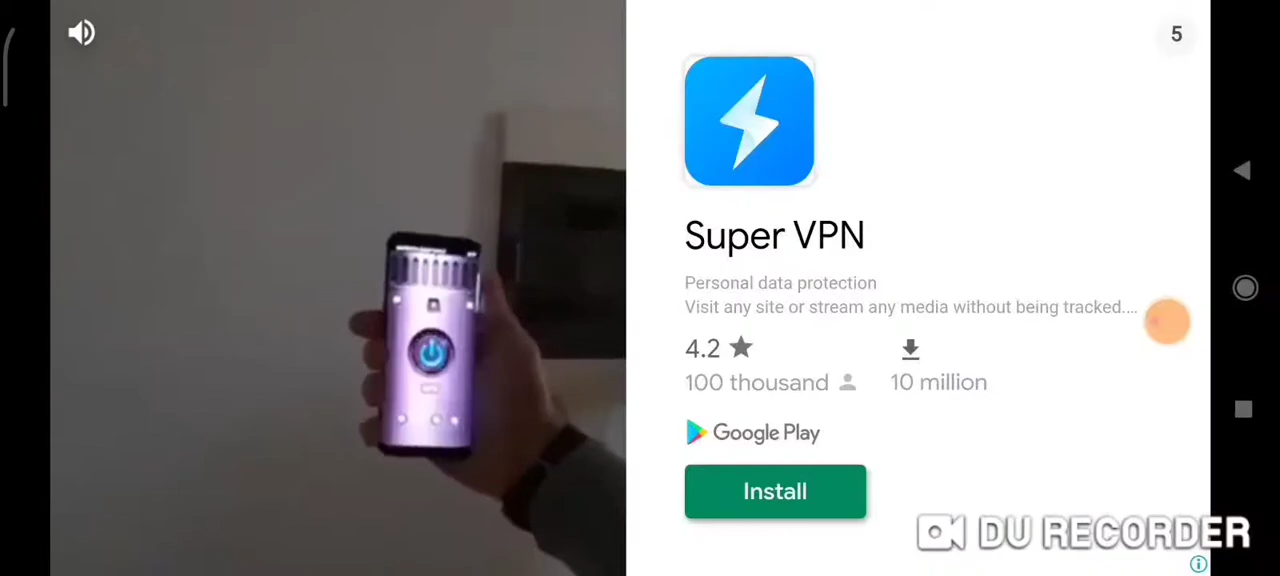 5
Super VPN
Personal data protection
Visit any site or stream any media without being tracked....
4.2
100 thousand
10 million
Google Play
Install
DU RECORDER